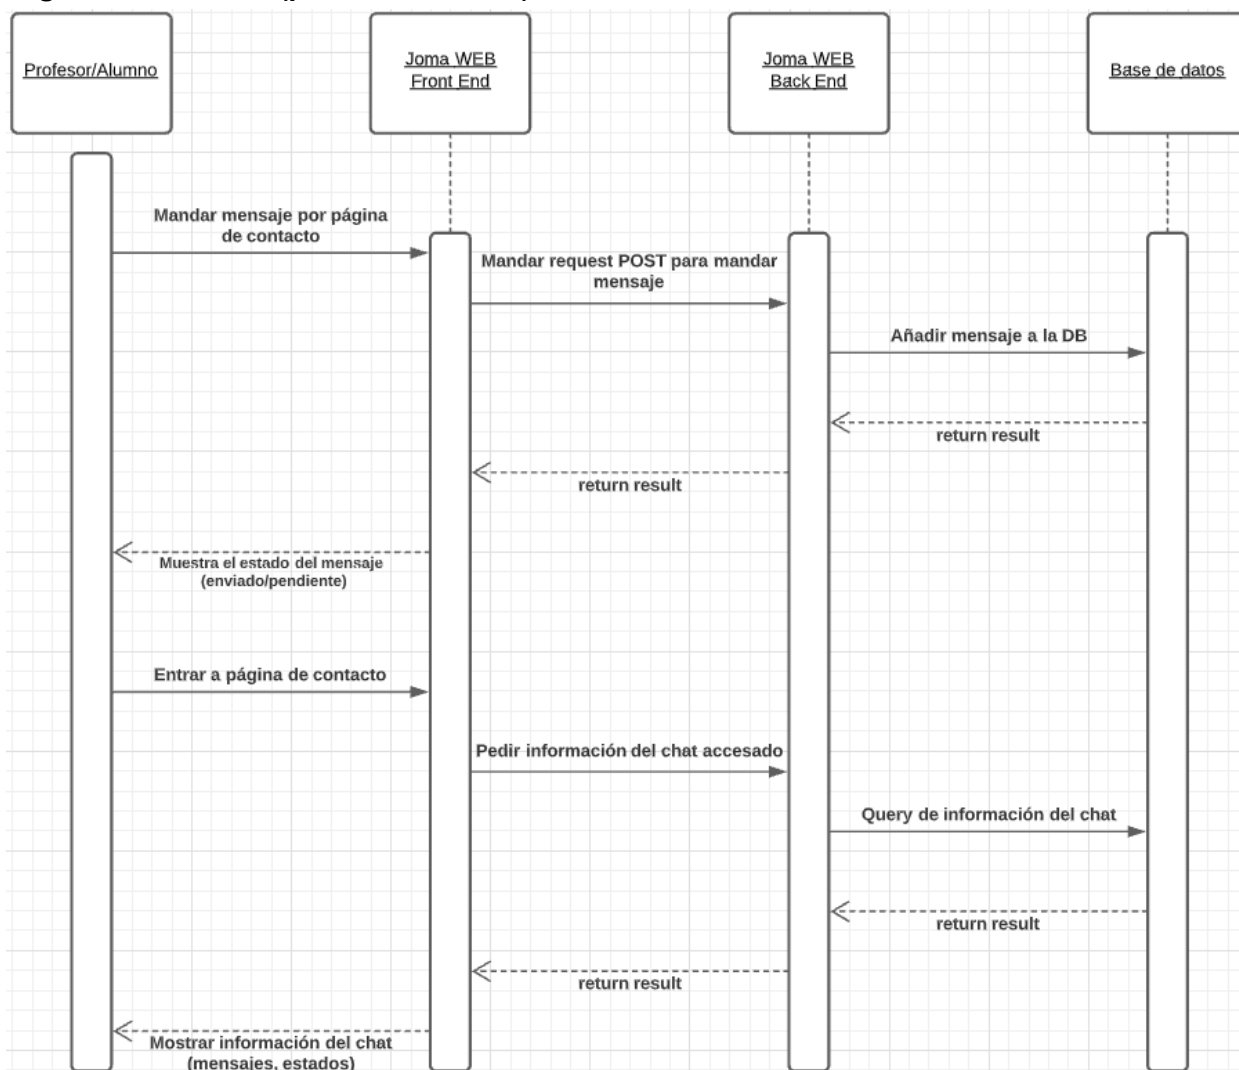 Profesor/Alumno
Joma WEB
Front End
Joma WEB
Back End
Base de datos
Mandar mensaje por página
de contacto
Mandar request POST para mandar
mensaje
Añadir mensaje a la DB
return result
return result
Muestra el estado del mensaje
(enviado/pendiente)
Entrar a página de contacto
Pedir información del chat accesado
Query de información del chat
return result
return result
Mostrar información del chat
(mensajes, estados)